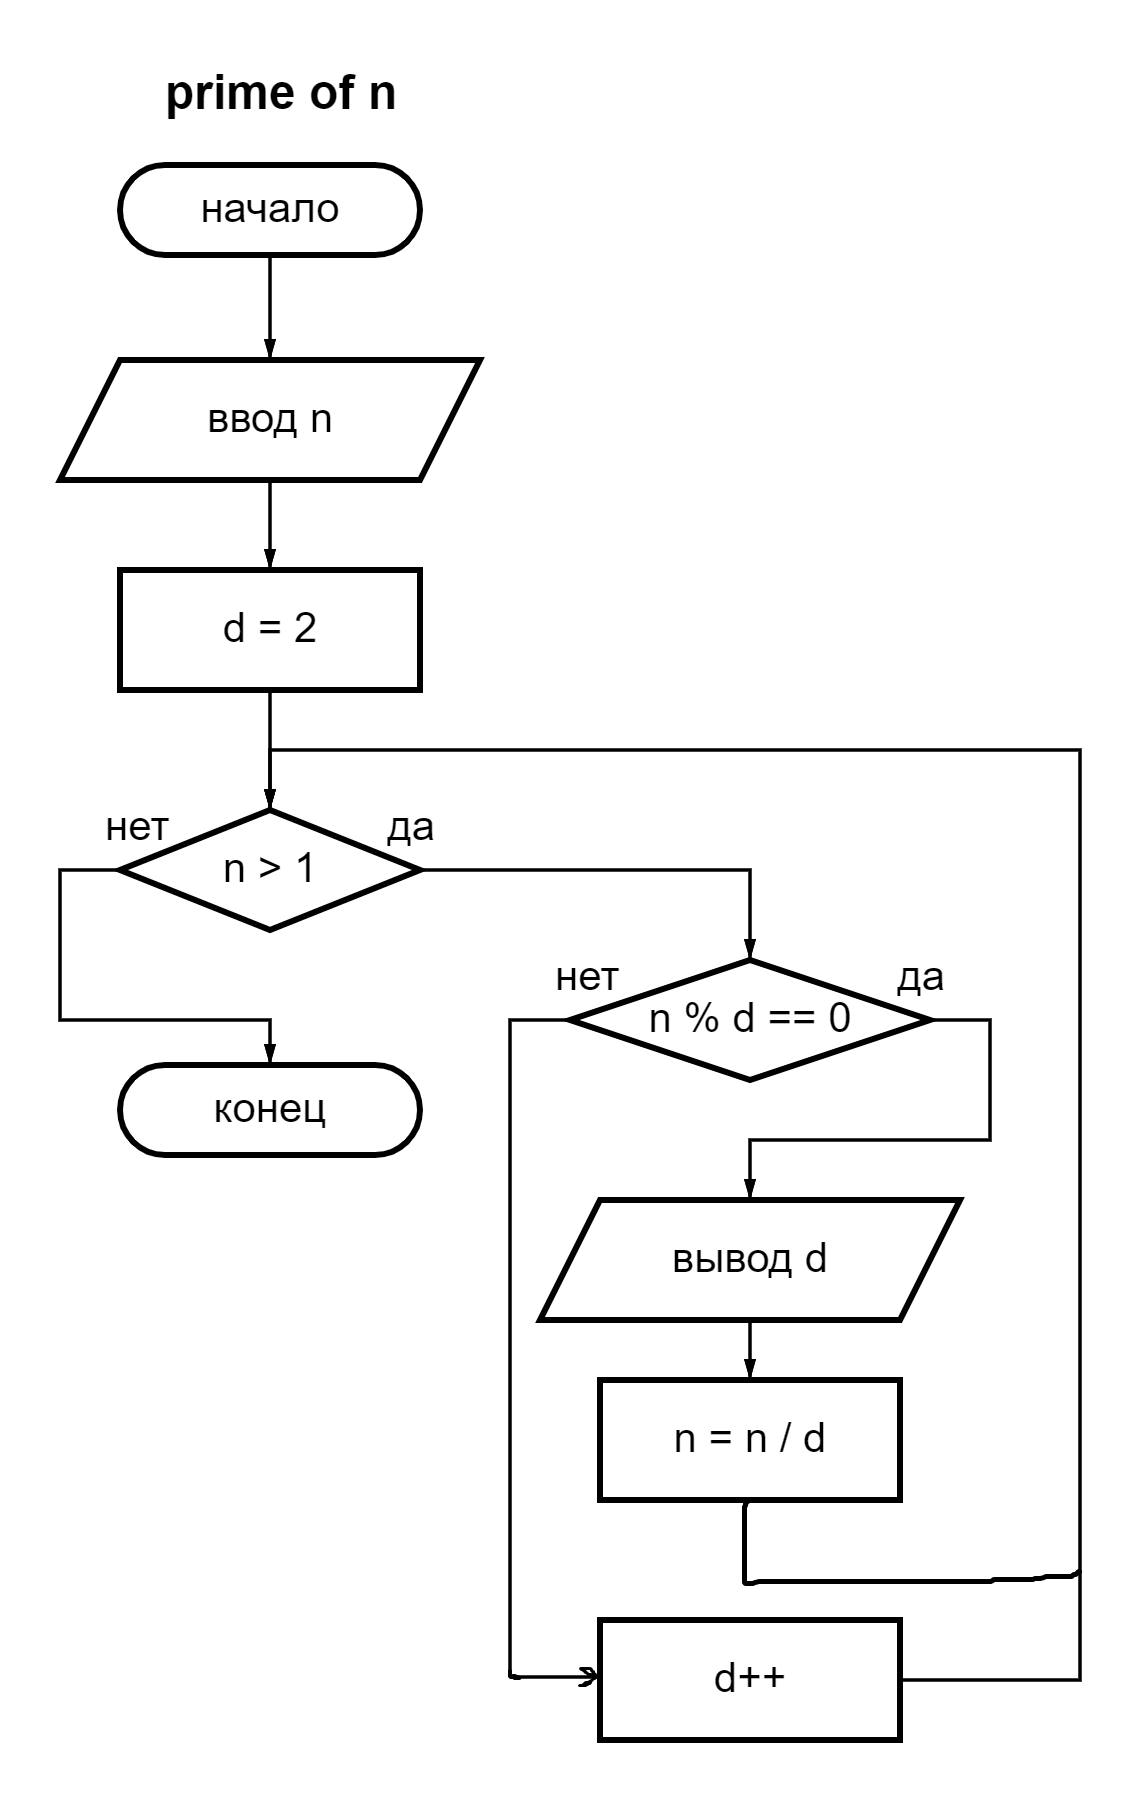 prime of n
начало
ввод n
d = 2
нет
да
n > 1
нет
да
n % d == 0
конец
вывод d
n = n / d
d++